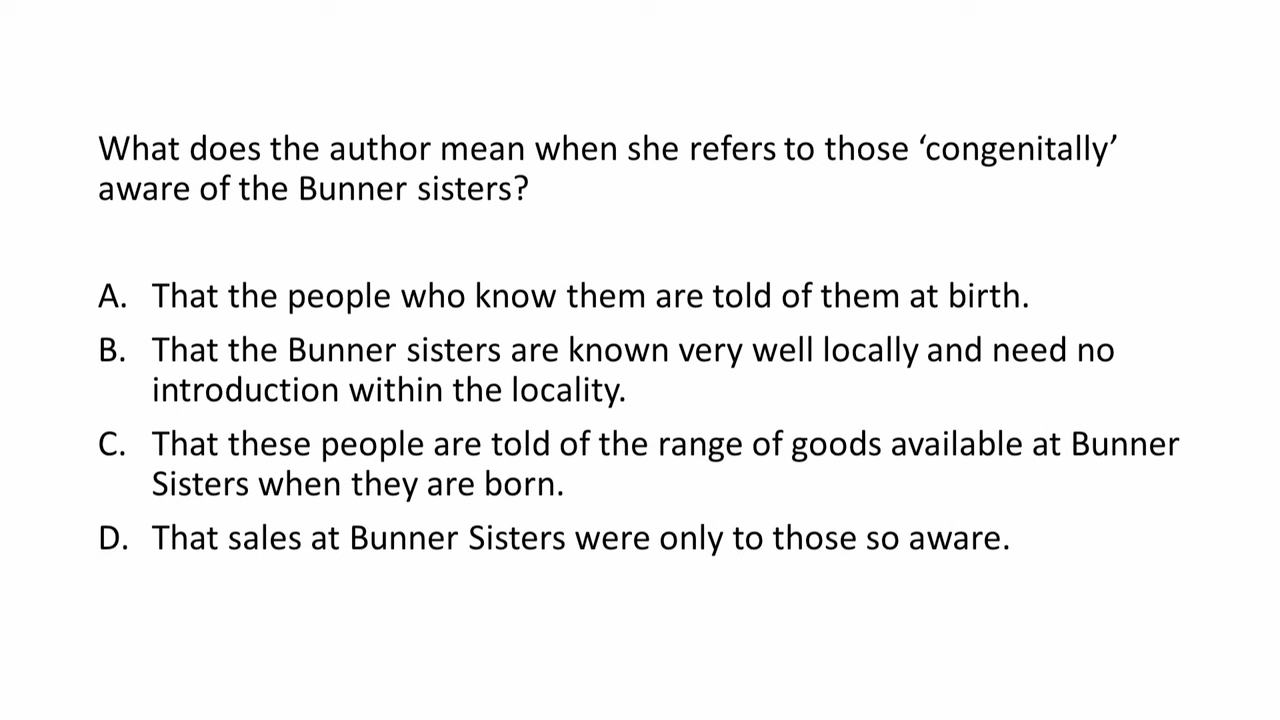 What does the author mean when she refers to those ‘congenitally’
aware of the Bunner sisters?
A. That the people who know them are told of them at birth.
B. That the Bunner sisters are known very well locally and need no
introduction within the locality.
C. That these people are told of the range of goods available at Bunner
Sisters when they are born.
D. That sales at Bunner Sisters were only to those so aware.